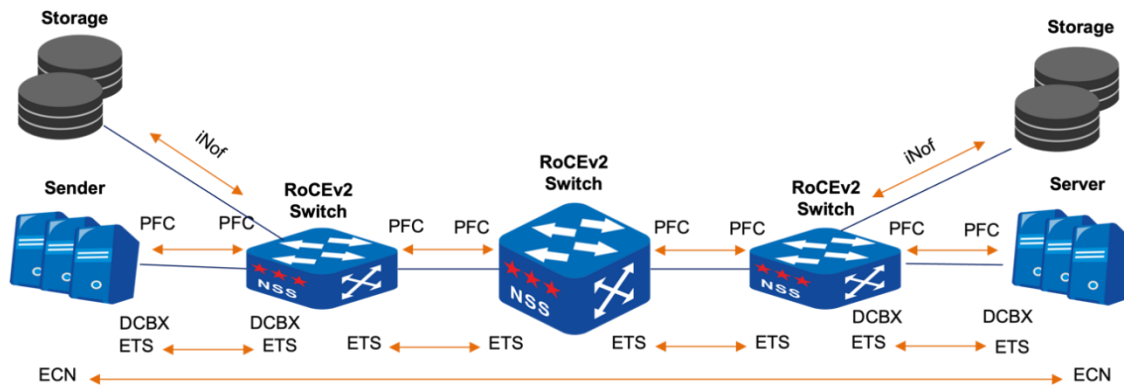 Storage
Storage
iNof
iNof
Sender
RoCEv2
Switch
RoCEv2
Switch
RoCEv2
Switch
Server
PFC
PFC
PFC
PFC
PFC
PFC
PFC
PFC
NSS
NSS
NSS
DCBX
DCBX
DCBX
DCBX
ETS
ETS
ETS
ETS
ETS
ETS
ETS
ETS
ECN
ECN